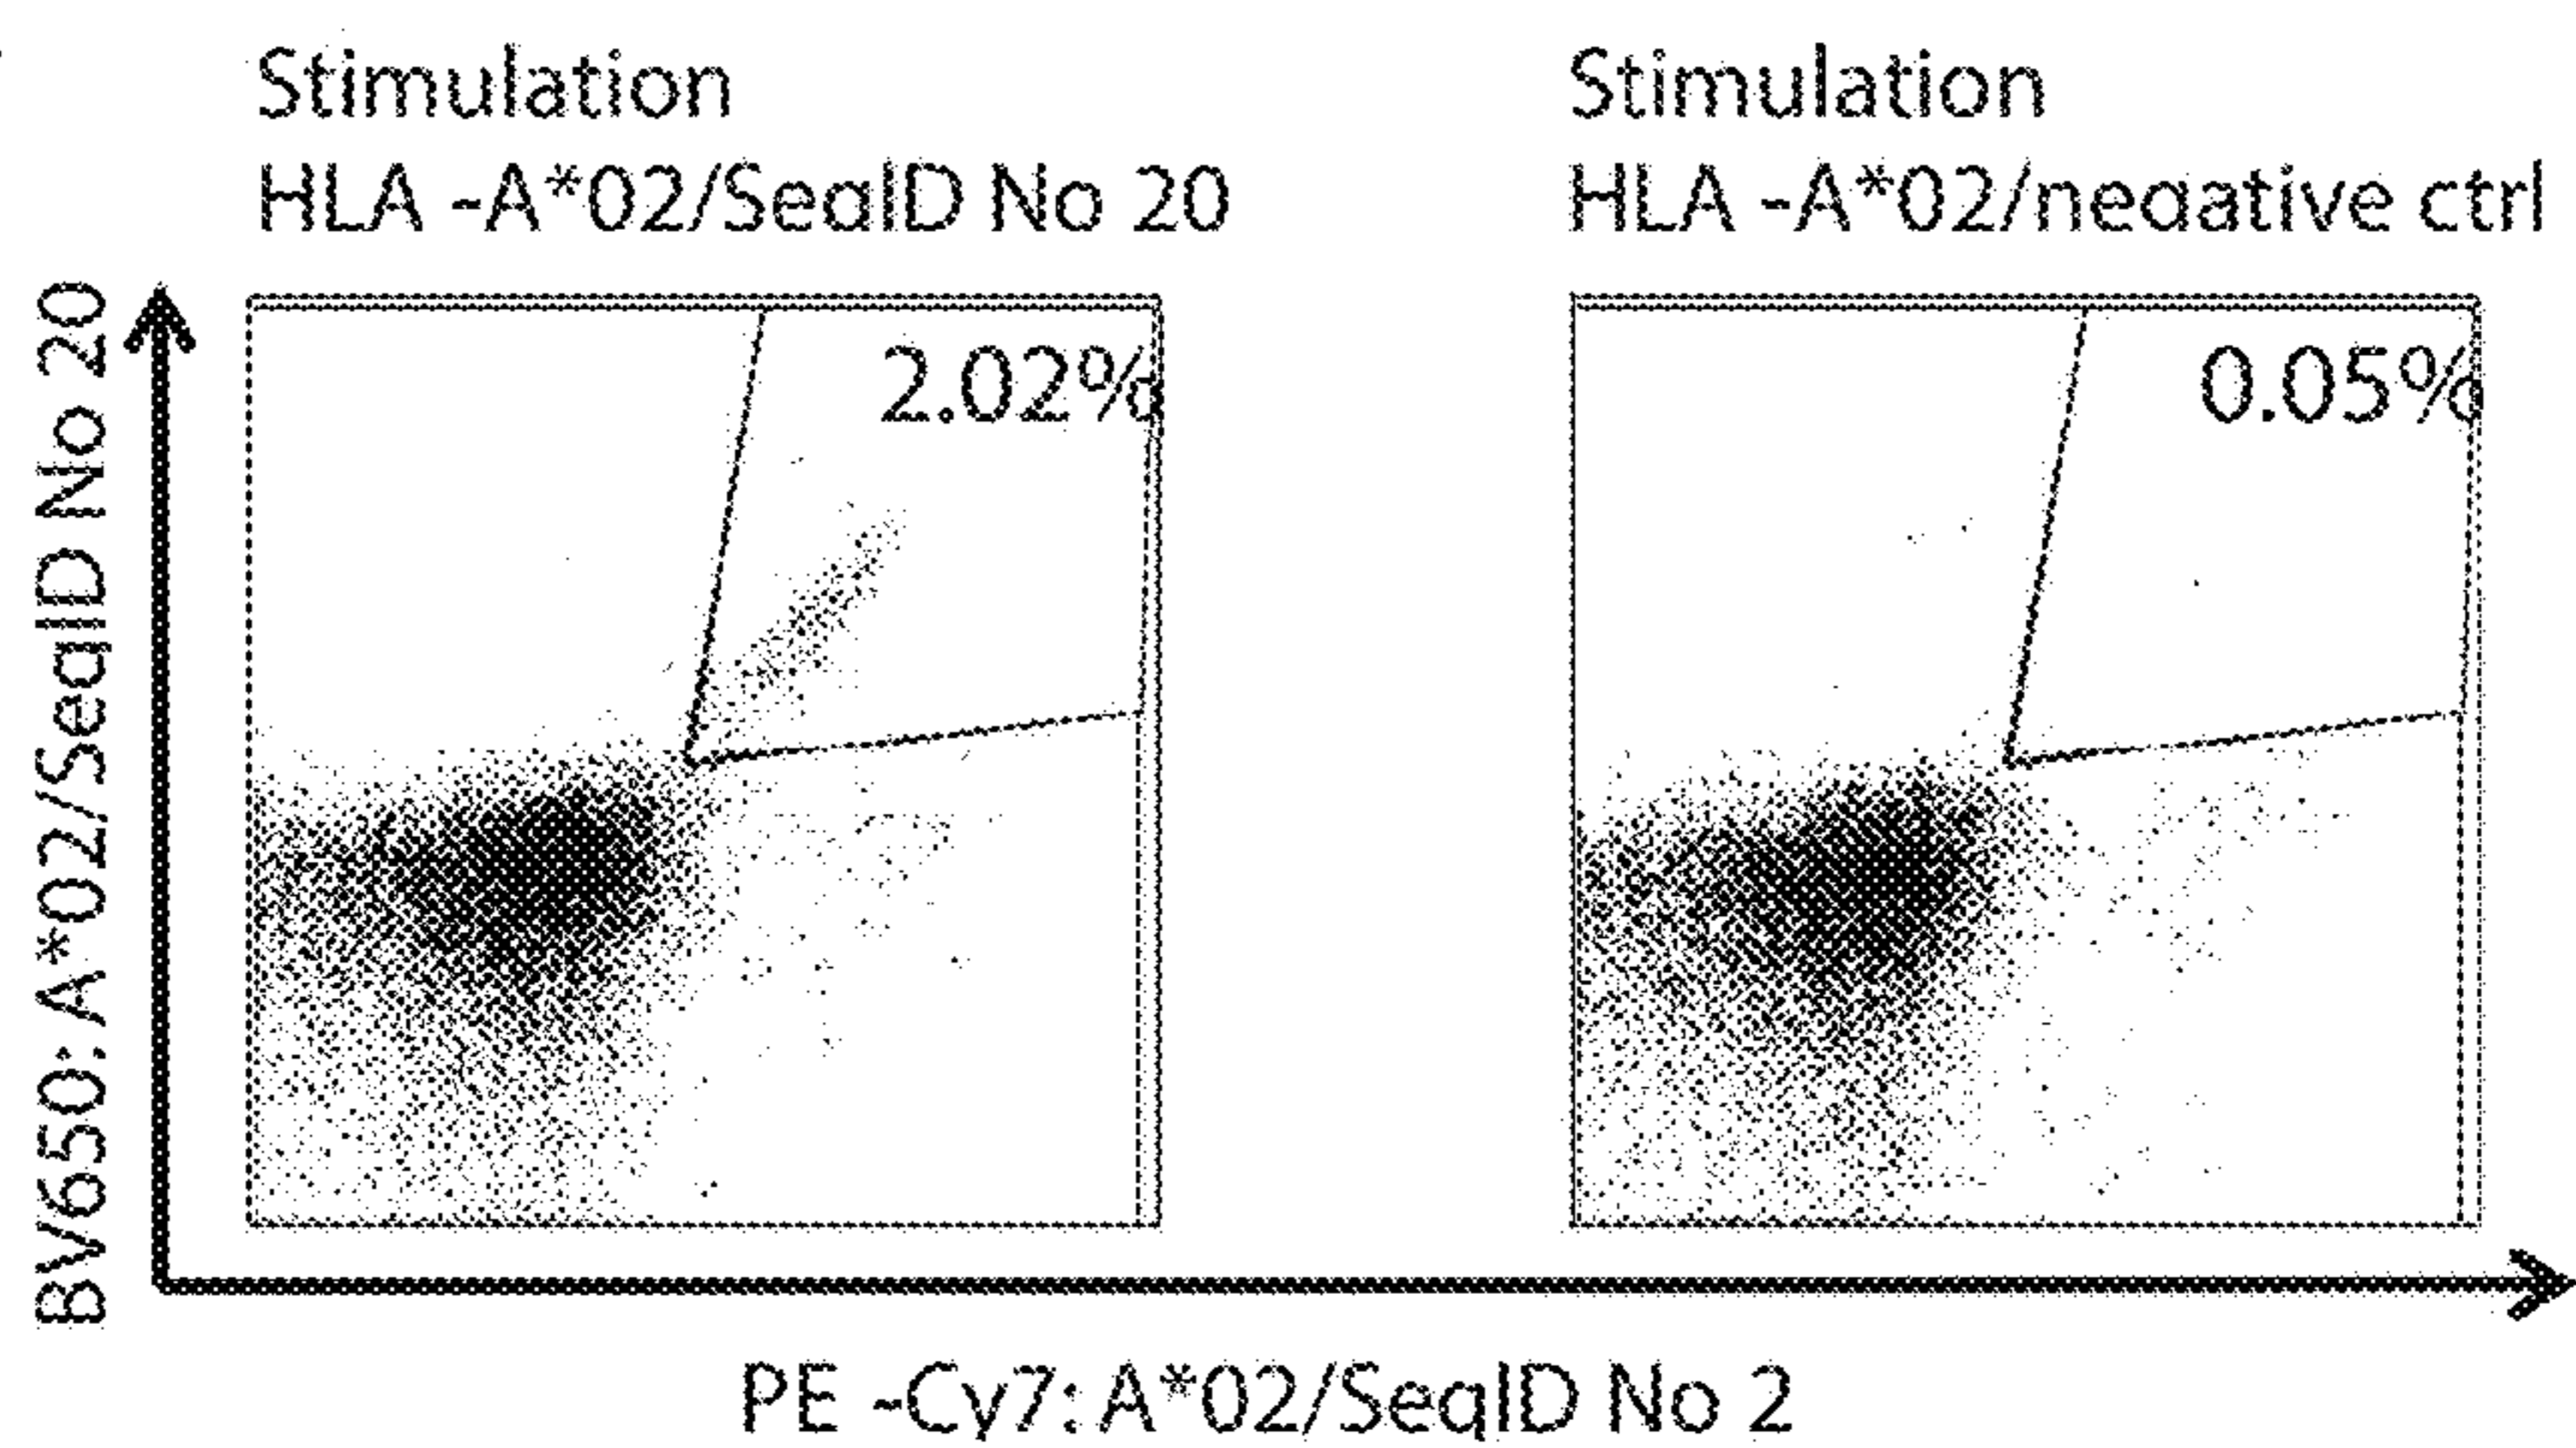 Stimulation
HLA -A*02/SeqID No 20
Stimulation
HLA -A*02/negative ctrl
2.02%
0.05%
BV650: A*02/SeqID No 20
PE -Cy7: A*02/SeqID No 2